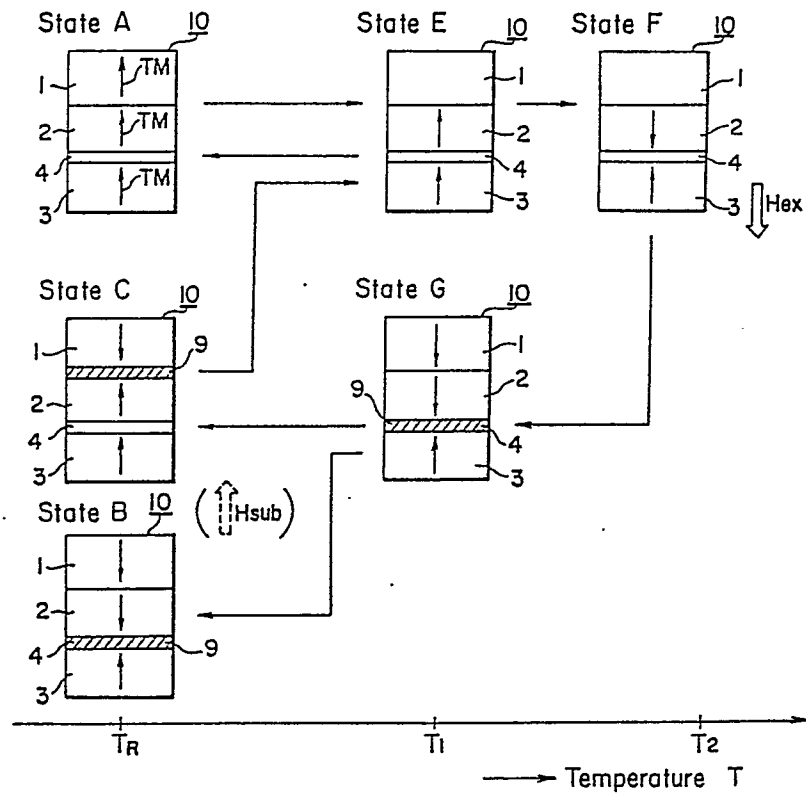 State A 10
1 TM
2 TM
4
3 TM
State E 10
1
2
4
3
State F 10
1
2
4
3
Hex
State C 10
1
9
2
4
3
State G 10
1
2
9
4
3
(Hsub)
State B 10
1
2
4 9
3
TR T1 T2
Temperature T